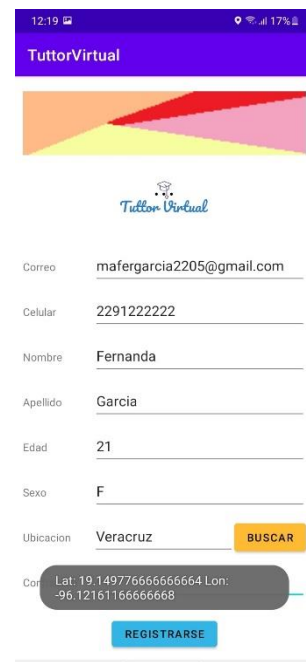 12:19 17%
TuttorVirtual
Tuttor Virtual
Correo mafergarcia2205@gmail.com
Celular 2291222222
Nombre Fernanda
Apellido Garcia
Edad 21
Sexo F
Ubicacion Veracruz BUSCAR
Lat: 19.149776666666664 Lon:
-96.12161166666668
REGISTRARSE